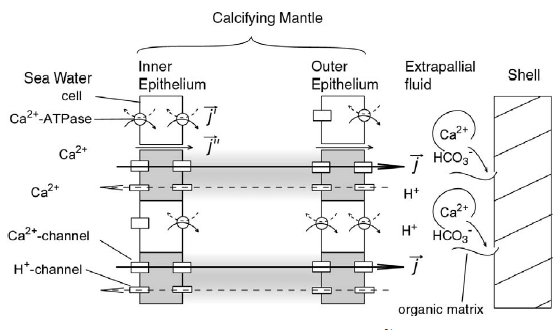 Calcifying Mantle
Sea Water
Inner
Epithelium
Outer
Epithelium
Extrapallial
fluid
Shell
cell
Ca²⁺-ATPase
j'
j''
Ca²⁺
Ca²⁺
HCO₃⁻
j
Ca²⁺
H⁺
Ca²⁺
H⁺
HCO₃⁻
Ca²⁺-channel
H⁺-channel
j
organic matrix